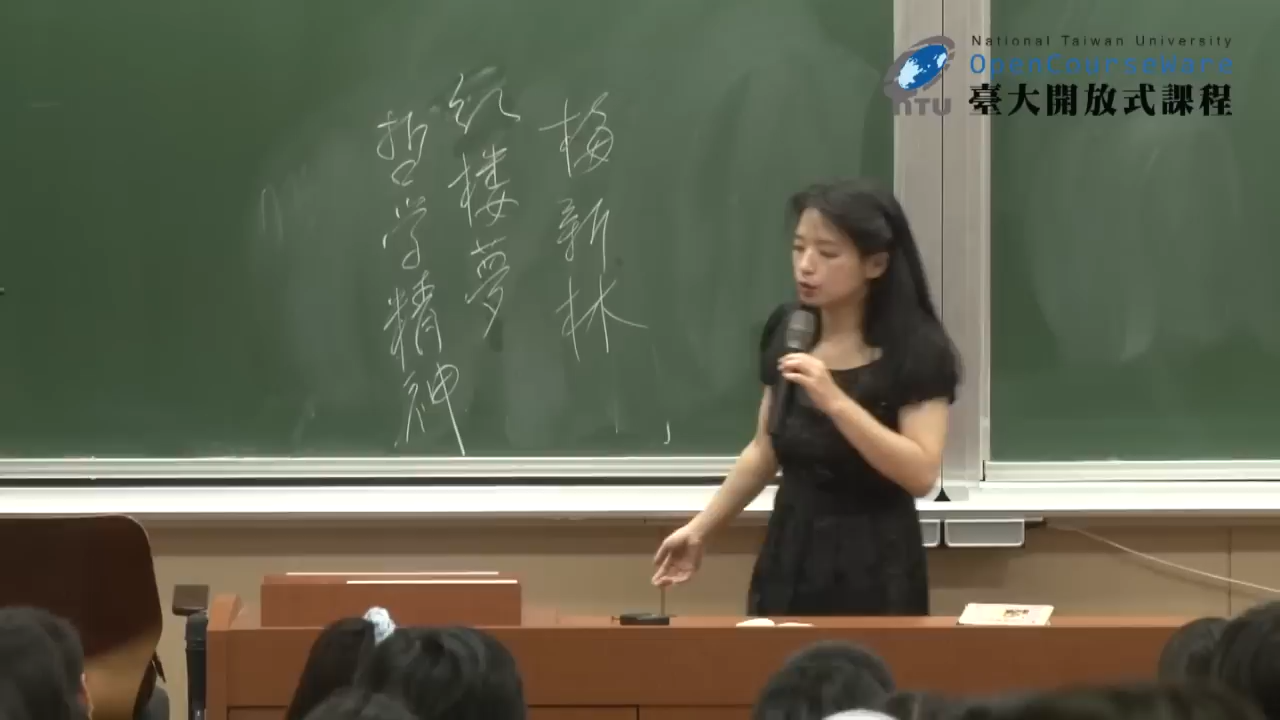 National Taiwan University
OpenCourseWare
臺大開放式課程
NTU
梅新林
紅楼夢
哲学精神